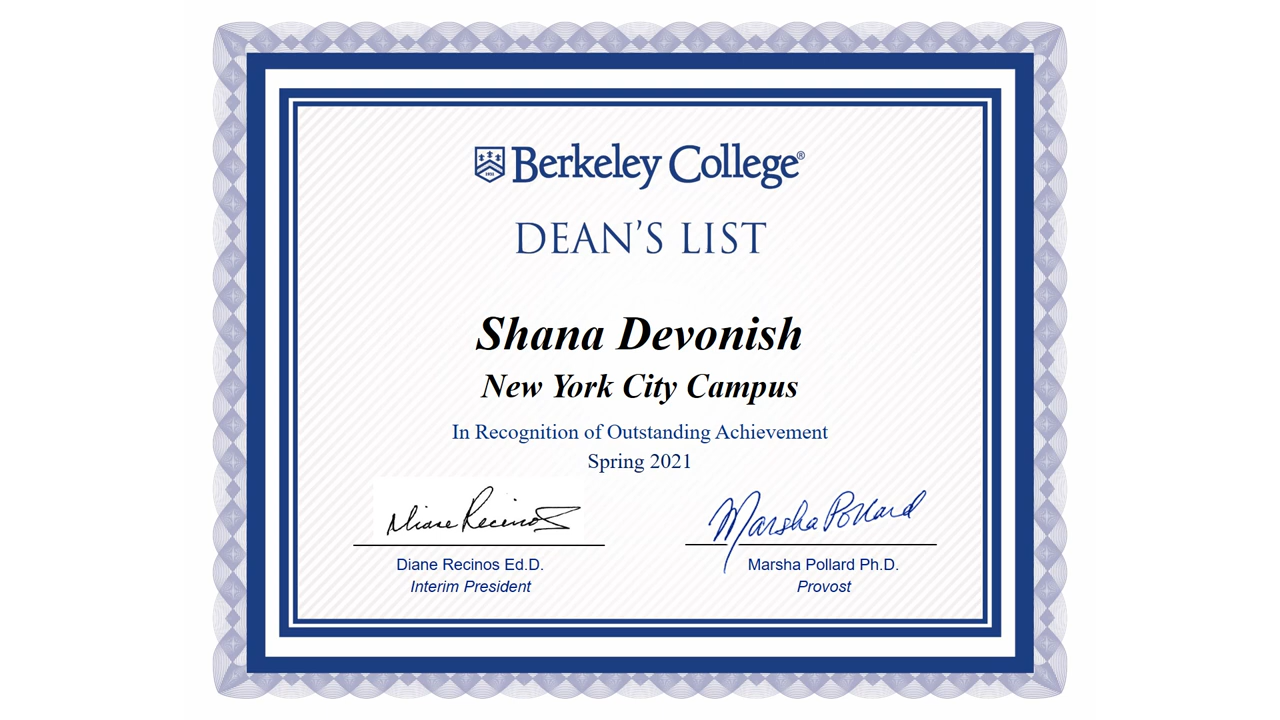 Berkeley College®
DEAN'S LIST
Shana Devonish
New York City Campus
In Recognition of Outstanding Achievement
Spring 2021
Diane Recinos Marsha Pollard
Diane Recinos Ed.D. Marsha Pollard Ph.D.
Interim President Provost